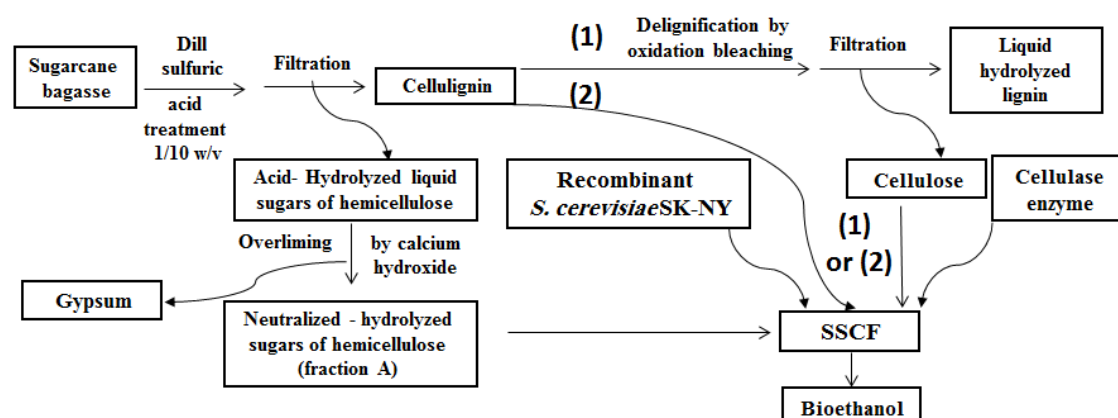 Sugarcane
bagasse
Dill
sulfuric
acid
treatment
1/10 w/v
Filtration
Cellulignin
(1)
(2)
Delignification by
oxidation bleaching
Filtration
Liquid
hydrolyzed
lignin
Acid- Hydrolyzed liquid
sugars of hemicellulose
Recombinant
S. cerevisiaeSK-NY
Cellulose
Cellulase
enzyme
Overliming
by calcium
hydroxide
(1)
or (2)
Gypsum
Neutralized - hydrolyzed
sugars of hemicellulose
(fraction A)
SSCF
Bioethanol